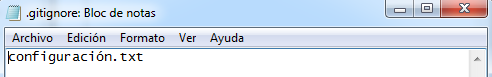 .gitignore: Bloc de notas
Archivo Edición Formato Ver Ayuda
configuración.txt